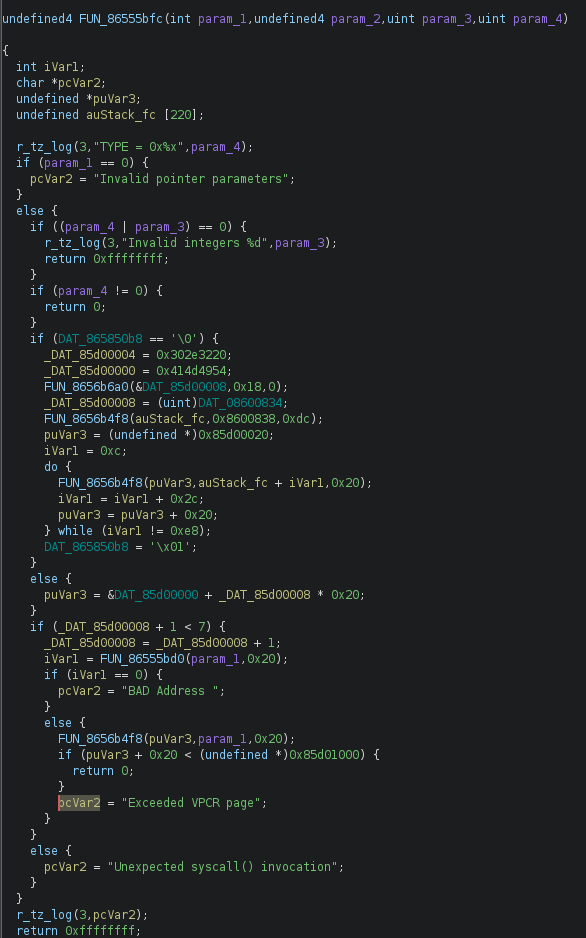 undefined4 FUN_86555bfc(int param_1,undefined4 param_2,uint param_3,uint param_4)
{
int iVar1;
char *pcVar2;
undefined *puVar3;
undefined auStack_fc [220];
r_tz_log(3,"TYPE = 0x%x",param_4);
if (param_1 == 0) {
pcVar2 = "Invalid pointer parameters";
}
else {
if ((param_4 | param_3) == 0) {
r_tz_log(3,"Invalid integers %d",param_3);
return 0xffffffff;
}
if (param_4 != 0) {
return 0;
}
if (DAT_865850b8 == '\0') {
_DAT_85d00004 = 0x302e3220;
_DAT_85d00000 = 0x414d4954;
FUN_8656b6a0(&DAT_85d00008,0x18,0);
_DAT_85d00008 = (uint)DAT_08600834;
FUN_8656b4f8(auStack_fc,0x8600838,0xdc);
puVar3 = (undefined *)0x85d00020;
iVar1 = 0xc;
do {
FUN_8656b4f8(puVar3,auStack_fc + iVar1,0x20);
iVar1 = iVar1 + 0x2c;
puVar3 = puVar3 + 0x20;
} while (iVar1 != 0xe8);
DAT_865850b8 = '\x01';
}
else {
puVar3 = &DAT_85d00000 + _DAT_85d00008 * 0x20;
}
if (_DAT_85d00008 + 1 < 7) {
_DAT_85d00008 = _DAT_85d00008 + 1;
iVar1 = FUN_86555bd0(param_1,0x20);
if (iVar1 == 0) {
pcVar2 = "BAD Address ";
}
else {
FUN_8656b4f8(puVar3,param_1,0x20);
if (puVar3 + 0x20 < (undefined *)0x85d01000) {
return 0;
}
pcVar2 = "Exceeded VPCR page";
}
}
else {
pcVar2 = "Unexpected syscall() invocation";
}
}
r_tz_log(3,pcVar2);
return 0xffffffff;